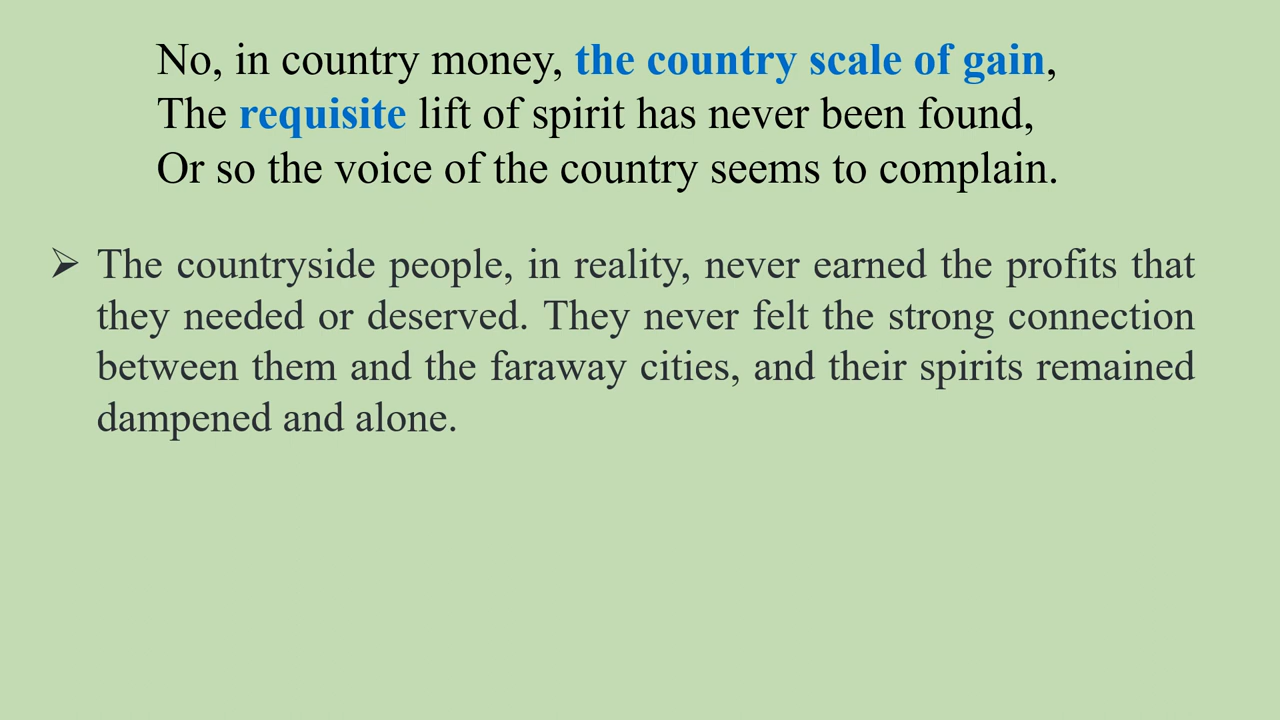 No, in country money, the country scale of gain,
The requisite lift of spirit has never been found,
Or so the voice of the country seems to complain.
➢ The countryside people, in reality, never earned the profits that
they needed or deserved. They never felt the strong connection
between them and the faraway cities, and their spirits remained
dampened and alone.